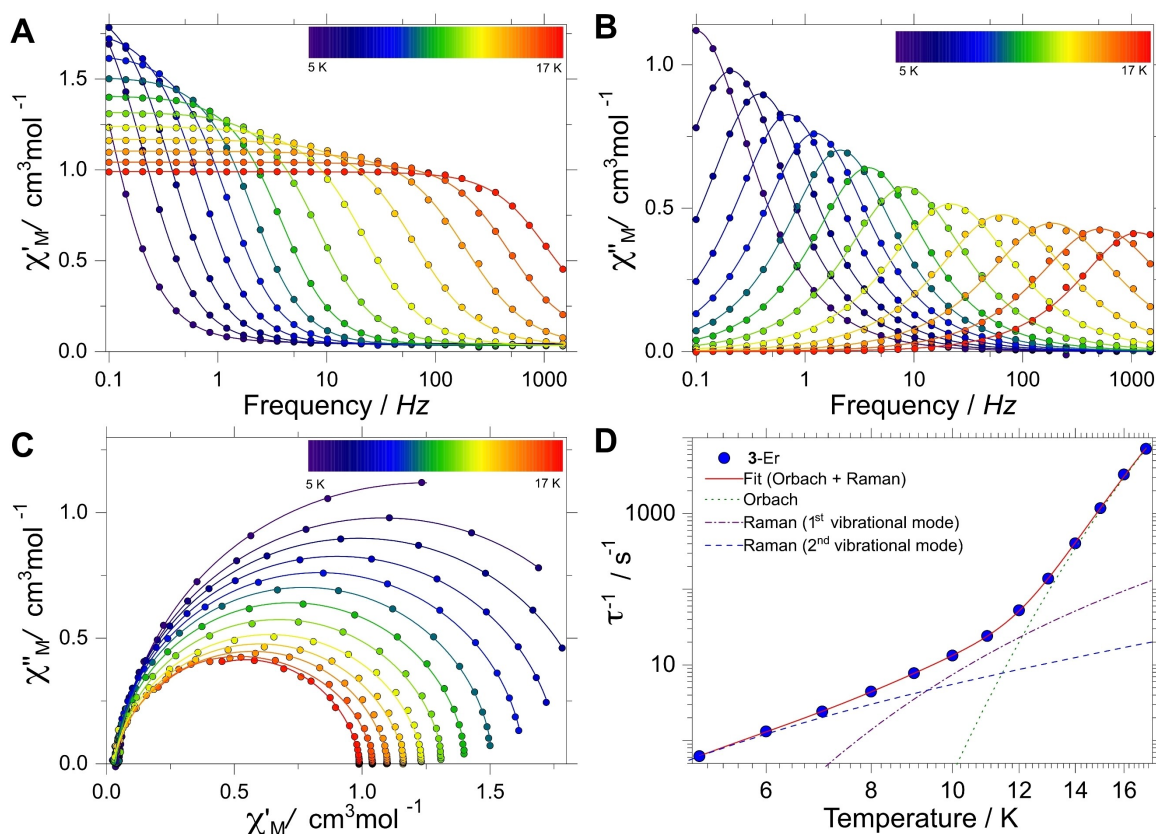 A
5 K 17 K
χ'M/ cm3mol-1
1.5
1.0
0.5
0.0
0.1 1 10 100 1000
Frequency / Hz
B
5 K 17 K
χ''M/ cm3mol-1
1.0
0.5
0.0
0.1 1 10 100 1000
Frequency / Hz
C
5 K 17 K
χ''M/ cm3mol-1
1.0
0.5
0.0
0.0 0.5 1.0 1.5
χ'M/ cm3mol-1
D
3-Er
Fit (Orbach + Raman)
Orbach
Raman (1st vibrational mode)
Raman (2nd vibrational mode)
τ-1 / s-1
1000
10
6 8 10 12 14 16
Temperature / K